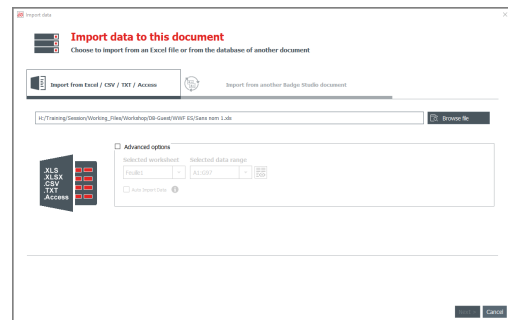 Import data
Import data to this document
Choose to import from an Excel file or from the database of another document
Import from Excel / CSV / TXT / Access
Import from another Badge Studio document
H:/Training/Session/Working_Files/Workshop/DB-Guest/WWF ES/Sans nom 1.xls
Browse file
Advanced options
Selected worksheet
Selected data range
Feuille1
Auto Import Data
.XLS
.XLSX
.CSV
.TXT
.Access
Next >
Cancel